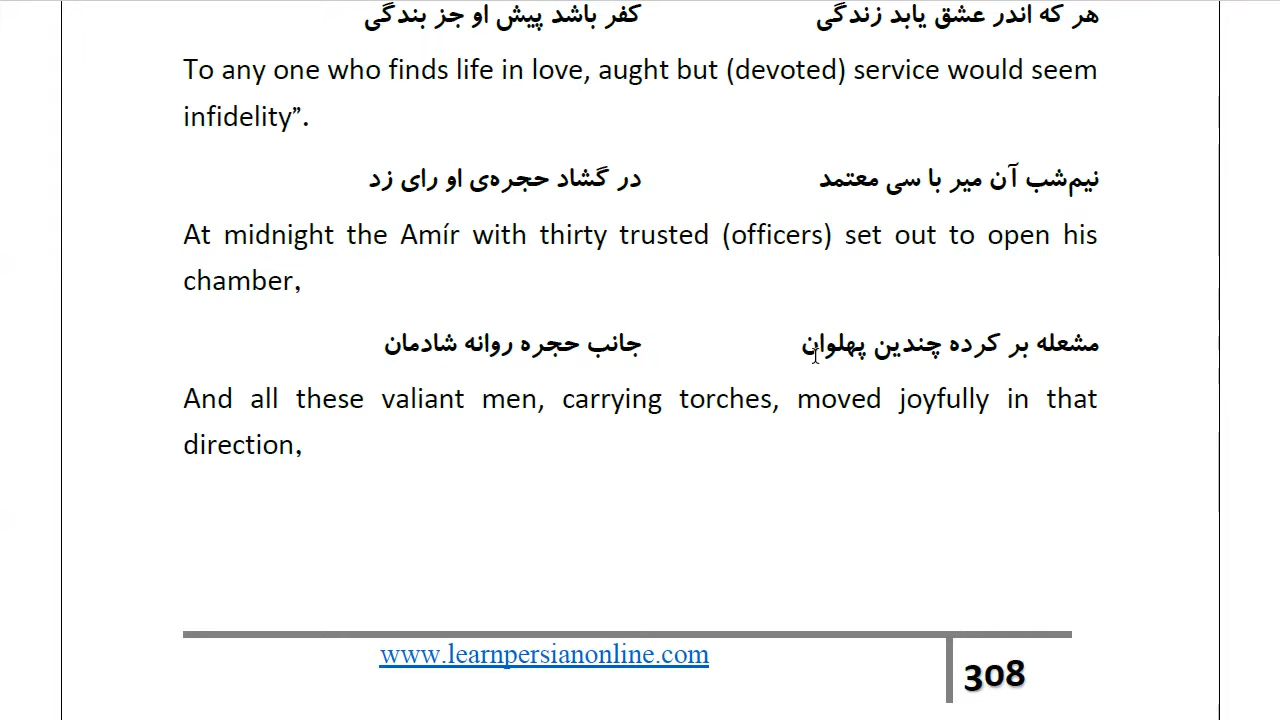 هر که اندر عشق یابد زندگی کفر باشد پیش او جز بندگی
To any one who finds life in love, aught but (devoted) service would seem
infidelity”.
نیم‌شب آن میر با سی معتمد در گشاد حجره‌ی او رای زد
At midnight the Amír with thirty trusted (officers) set out to open his
chamber,
مشعله بر کرده چندین پهلوان جانب حجره روانه شادمان
And all these valiant men, carrying torches, moved joyfully in that
direction,
www.learnpersianonline.com
308